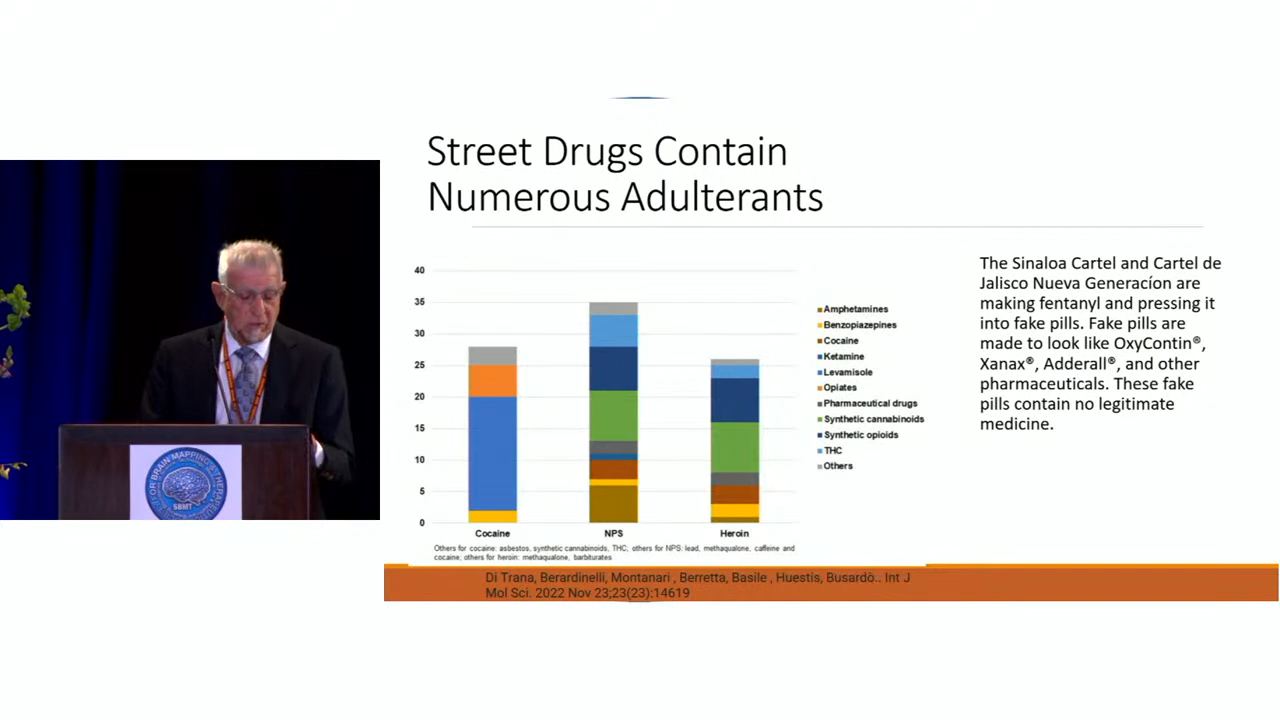 Street Drugs Contain
Numerous Adulterants
40
35
30
25
20
15
10
5
0
Cocaine
NPS
Heroin
Amphetamines
Benzopiazepines
Cocaine
Ketamine
Levamisole
Opiates
Pharmaceutical drugs
Synthetic cannabinoids
Synthetic opioids
THC
Others
Others for cocaine: asbestos, synthetic cannabinoids, THC; others for NPS: lead, methaqualone, caffeine and
cocaine; others for heroin: methaqualone, barbiturates
The Sinaloa Cartel and Cartel de
Jalisco Nueva Generacíon are
making fentanyl and pressing it
into fake pills. Fake pills are
made to look like OxyContin®,
Xanax®, Adderall®, and other
pharmaceuticals. These fake
pills contain no legitimate
medicine.
Di Trana, Berardinelli, Montanari , Berretta, Basile , Huestis, Busardò.. Int J
Mol Sci. 2022 Nov 23;23(23):14619
BRAIN MAPPING
SBMT